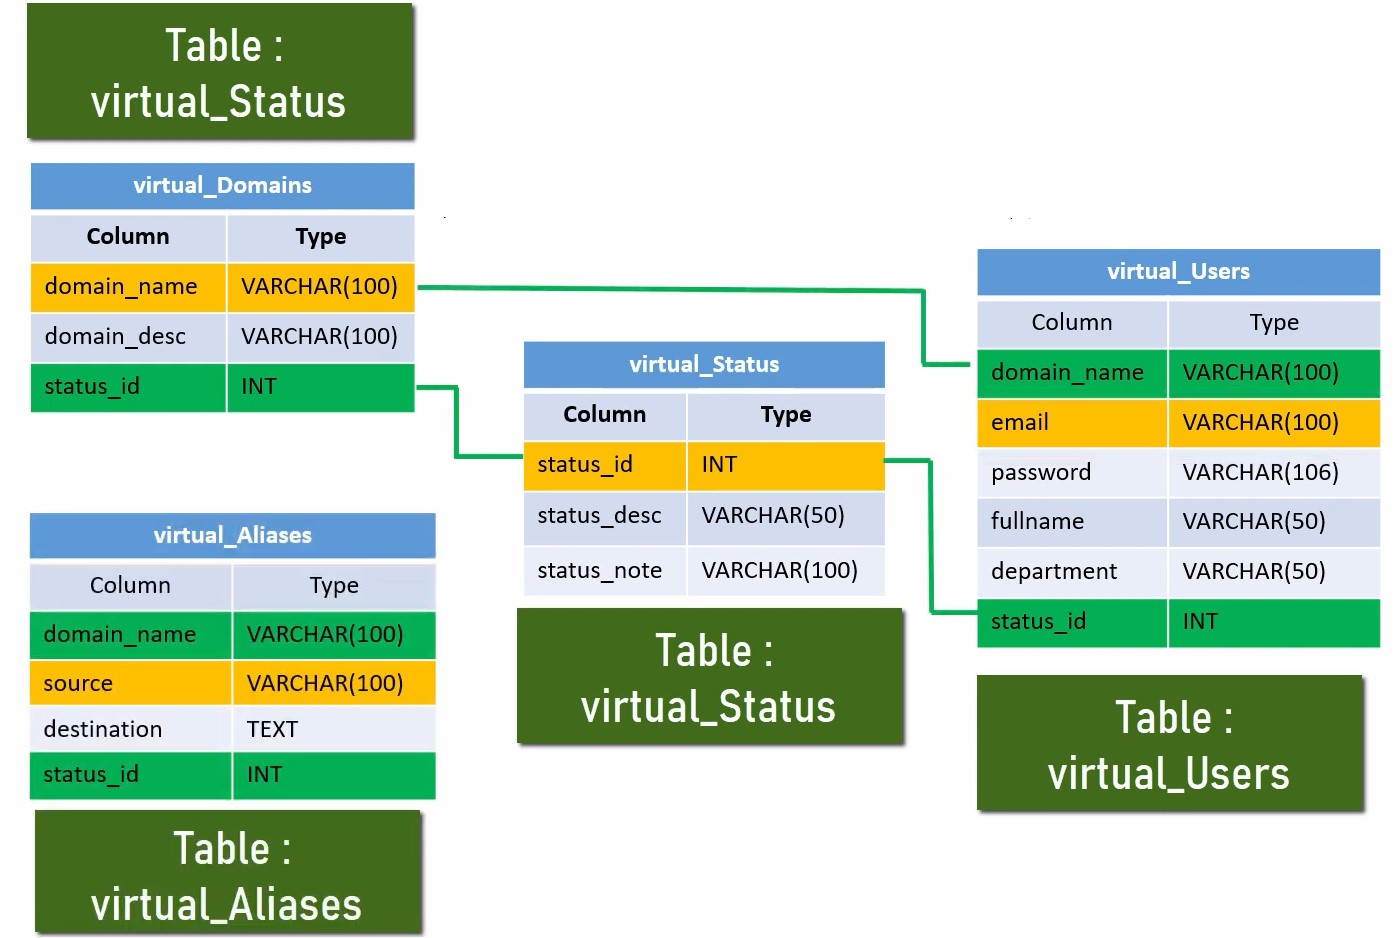 Table :
virtual_Status
virtual_Domains
Column Type
domain_name VARCHAR(100)
domain_desc VARCHAR(100)
status_id INT
virtual_Status
Column Type
status_id INT
status_desc VARCHAR(50)
status_note VARCHAR(100)
Table :
virtual_Status
virtual_Users
Column Type
domain_name VARCHAR(100)
email VARCHAR(100)
password VARCHAR(106)
fullname VARCHAR(50)
department VARCHAR(50)
status_id INT
Table :
virtual_Users
virtual_Aliases
Column Type
domain_name VARCHAR(100)
source VARCHAR(100)
destination TEXT
status_id INT
Table :
virtual_Aliases